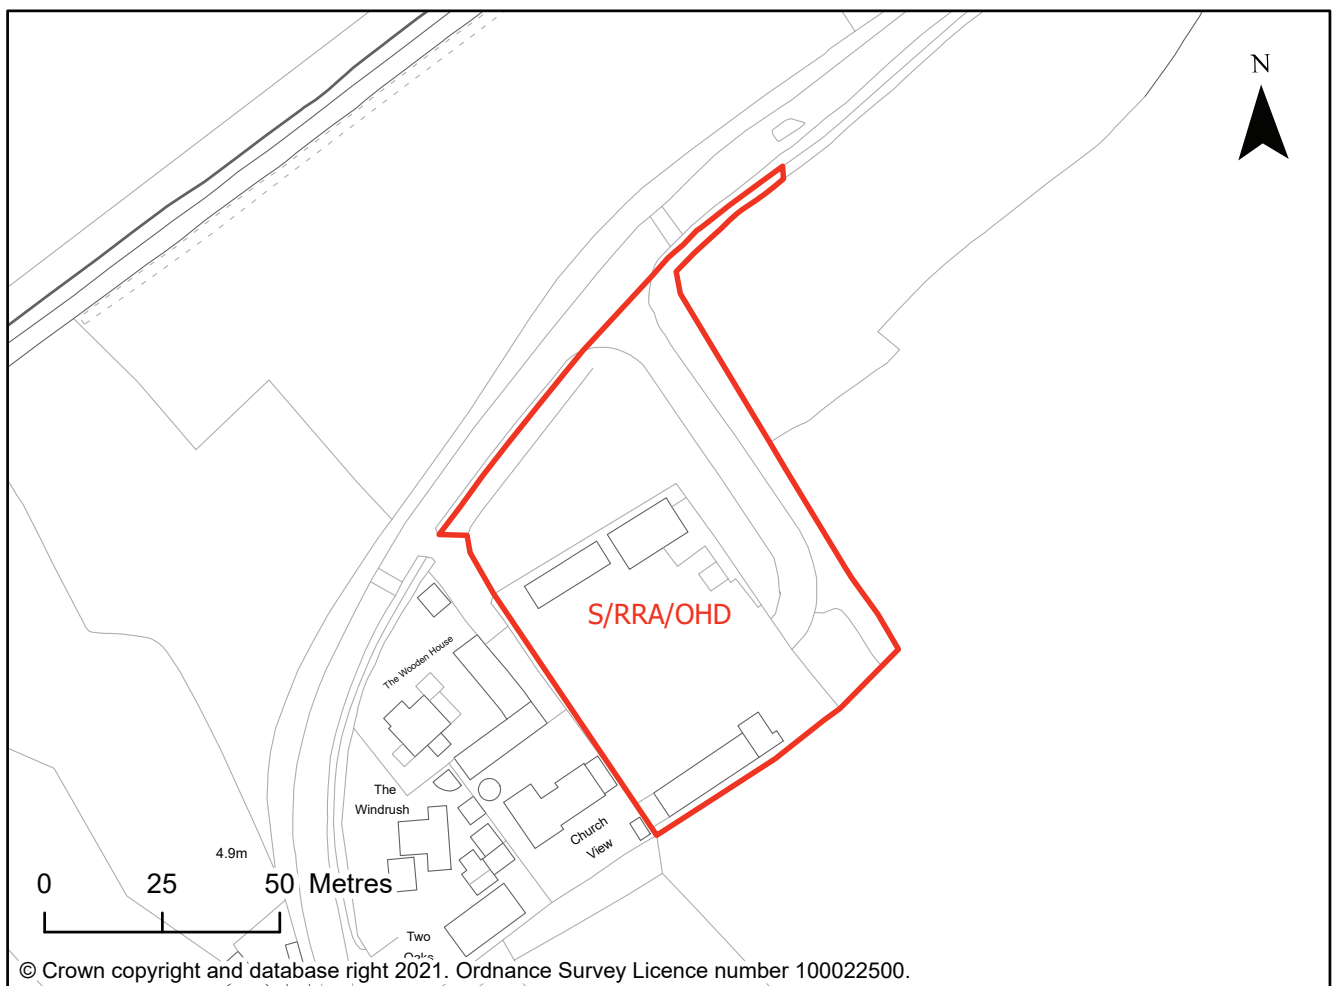 N
S/RRA/OHD
The Wooden House
The
Windrush
Church
View
4.9m
0 25 50 Metres
Two
Oaks
© Crown copyright and database right 2021. Ordnance Survey Licence number 100022500.